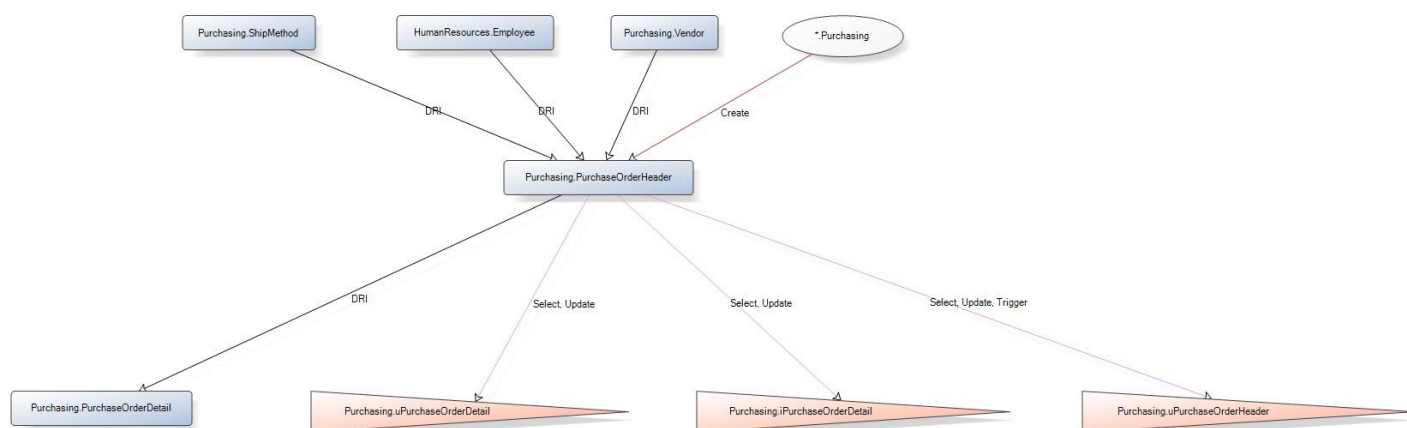 Purchasing.ShipMethod
HumanResources.Employee
Purchasing.Vendor
*.Purchasing
DRI
DRI
DRI
Create
Purchasing.PurchaseOrderHeader
DRI
Select, Update
Select, Update
Select, Update, Trigger
Purchasing.PurchaseOrderDetail
Purchasing.uPurchaseOrderDetail
Purchasing.iPurchaseOrderDetail
Purchasing.uPurchaseOrderHeader